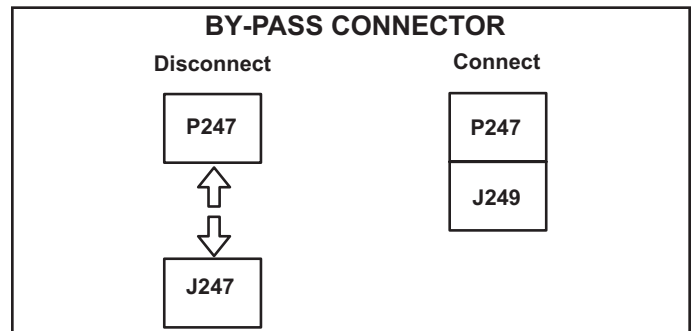 BY-PASS CONNECTOR
Disconnect
Connect
P247
P247
J249
J247